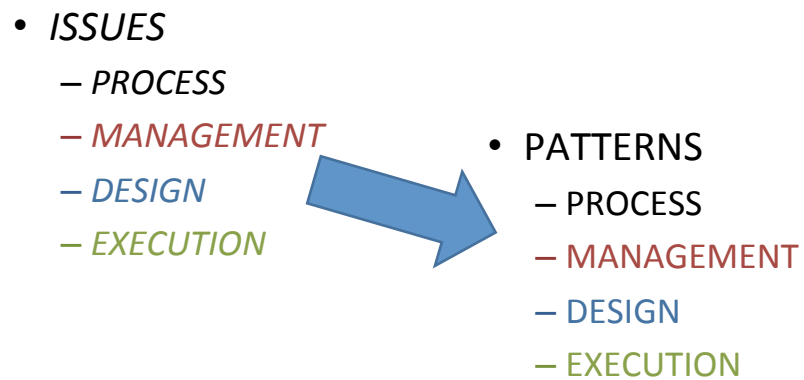 • ISSUES
– PROCESS
– MANAGEMENT
– DESIGN
– EXECUTION
• PATTERNS
– PROCESS
– MANAGEMENT
– DESIGN
– EXECUTION